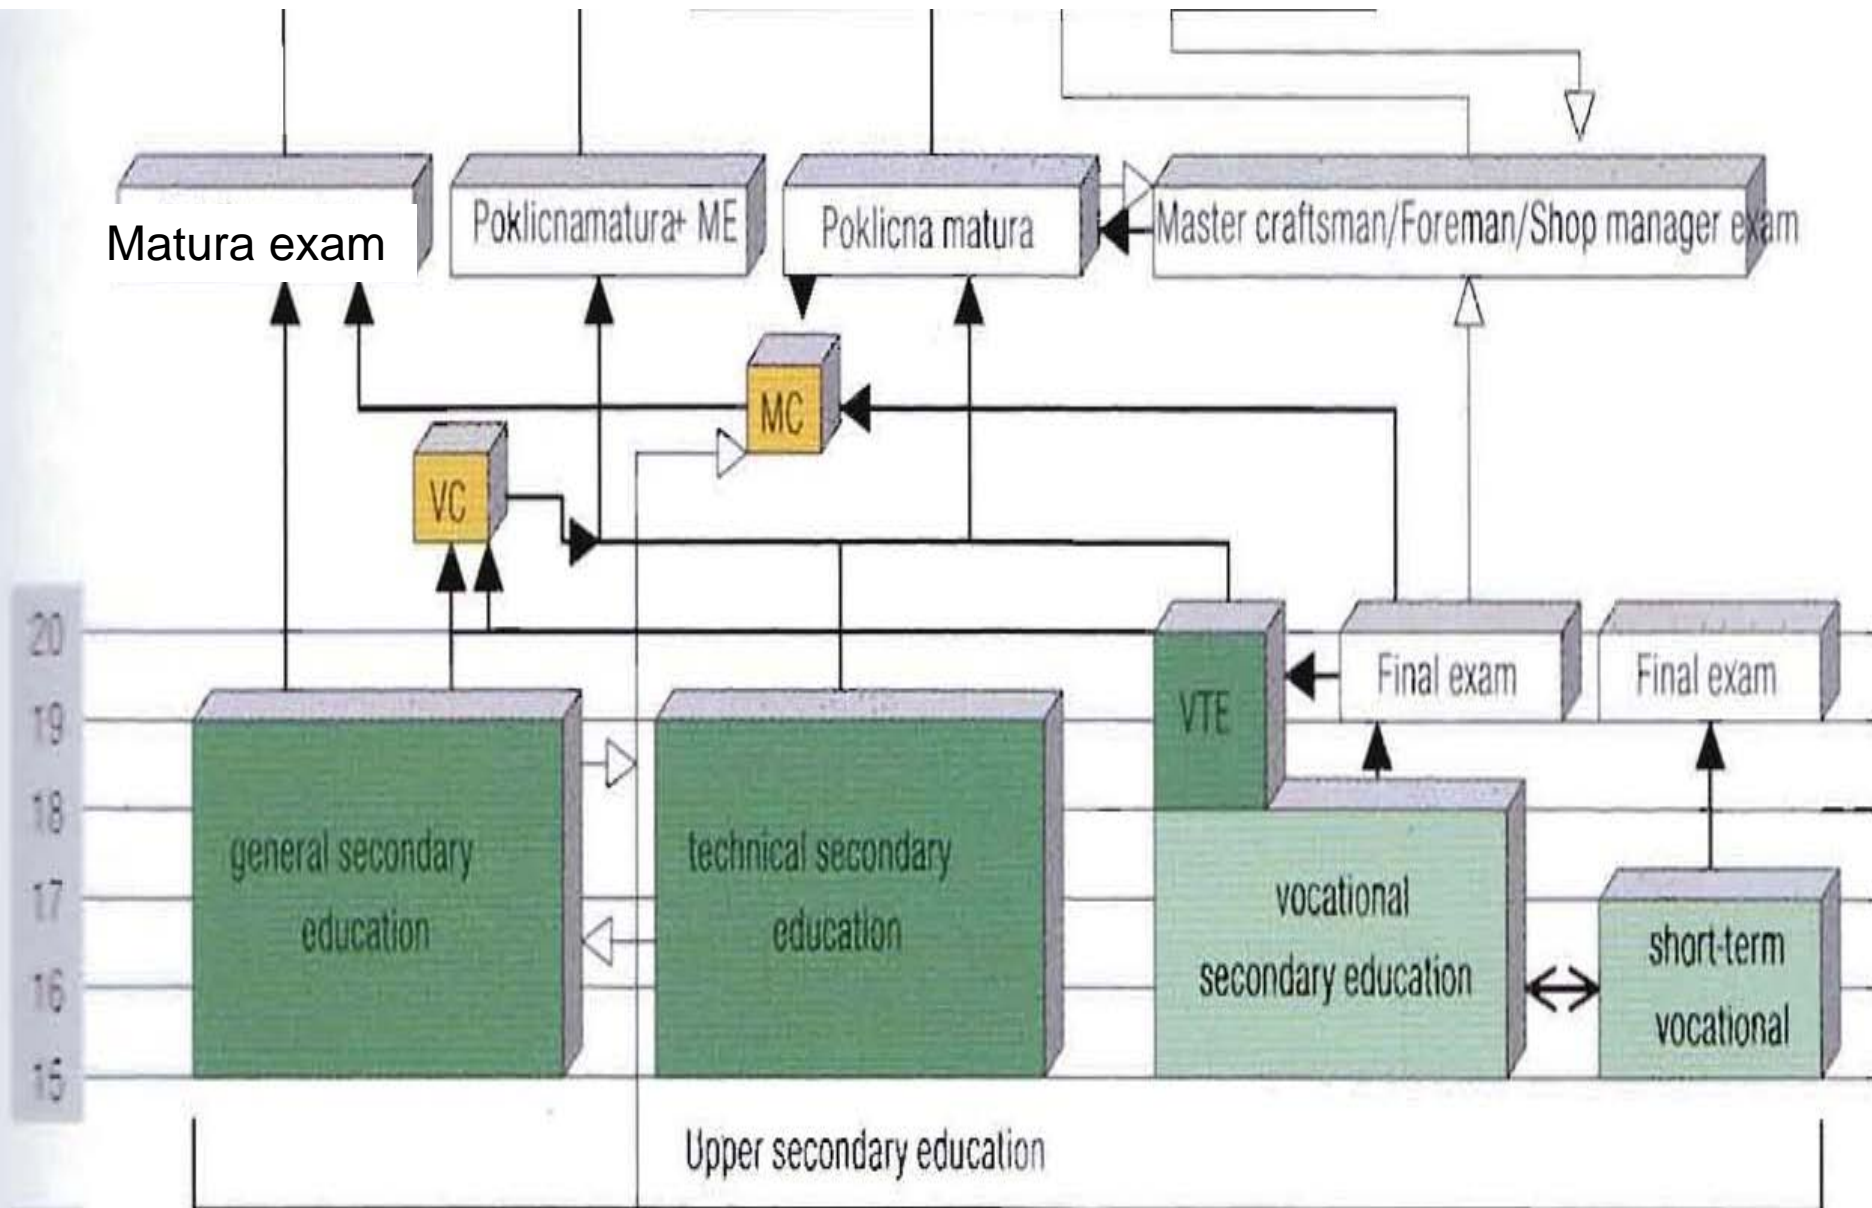 Matura exam
Poklicnamatura+ ME
Poklicna matura
Master craftsman/Foreman/Shop manager exam
MC
VC
20
19
18
17
16
15
VTE
Final exam
Final exam
general secondary
education
technical secondary
education
vocational
secondary education
short-term
vocational
Upper secondary education